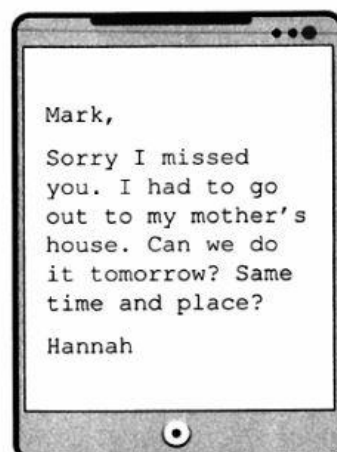 Mark,
Sorry I missed
you. I had to go
out to my mother's
house. Can we do
it tomorrow? Same
time and place?
Hannah